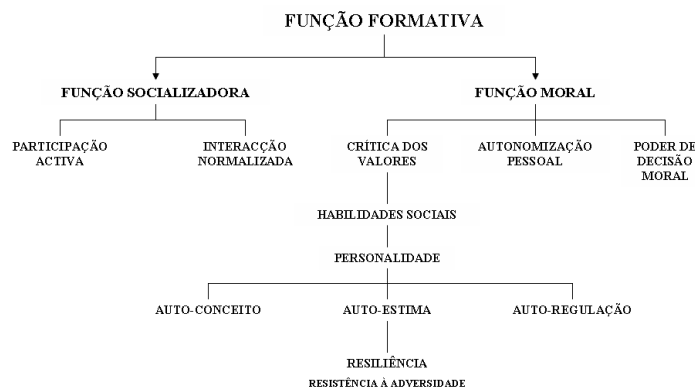 FUNÇÃO FORMATIVA
FUNÇÃO SOCIALIZADORA
FUNÇÃO MORAL
PARTICIPAÇÃO
ACTIVA
INTERACÇÃO
NORMALIZADA
CRÍTICA DOS
VALORES
AUTONOMIZAÇÃO
PESSOAL
PODER DE
DECISÃO
MORAL
HABILIDADES SOCIAIS
PERSONALIDADE
AUTO-CONCEITO
AUTO-ESTIMA
AUTO-REGULAÇÃO
RESILIÊNCIA
RESISTÊNCIA À ADVERSIDADE